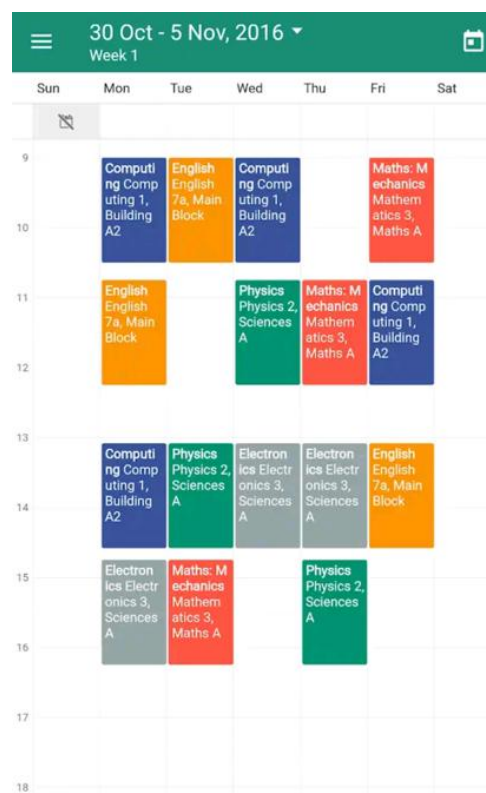 30 Oct - 5 Nov, 2016
Week 1
Sun Mon Tue Wed Thu Fri Sat
9
Computi
ng Comp
uting 1,
Building
A2
English
English
7a, Main
Block
Computi
ng Comp
uting 1,
Building
A2
Maths: M
echanics
Mathem
atics 3,
Maths A
10
11
English
English
7a, Main
Block
Physics
Physics 2,
Sciences
A
Maths: M
echanics
Mathem
atics 3,
Maths A
Computi
ng Comp
uting 1,
Building
A2
12
13
Computi
ng Comp
uting 1,
Building
A2
Physics
Physics 2,
Sciences
A
Electron
ics Electr
onics 3,
Sciences
A
Electron
ics Electr
onics 3,
Sciences
A
English
English
7a, Main
Block
14
15
Electron
ics Electr
onics 3,
Sciences
A
Maths: M
echanics
Mathem
atics 3,
Maths A
Physics
Physics 2,
Sciences
A
16
17
18